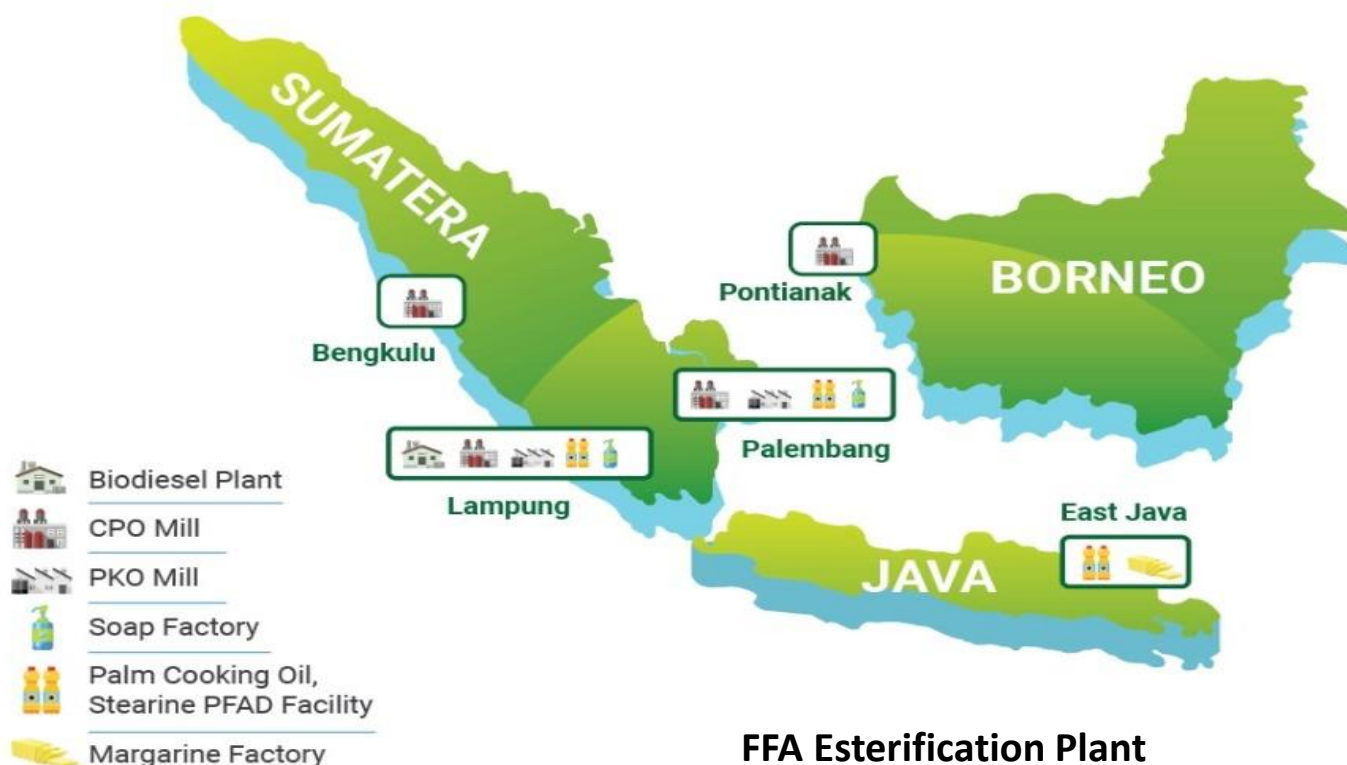 SUMATERA
BORNEO
Pontianak
Bengkulu
Palembang
Lampung
East Java
JAVA
Biodiesel Plant
CPO Mill
PKO Mill
Soap Factory
Palm Cooking Oil,
Stearine PFAD Facility
Margarine Factory
FFA Esterification Plant